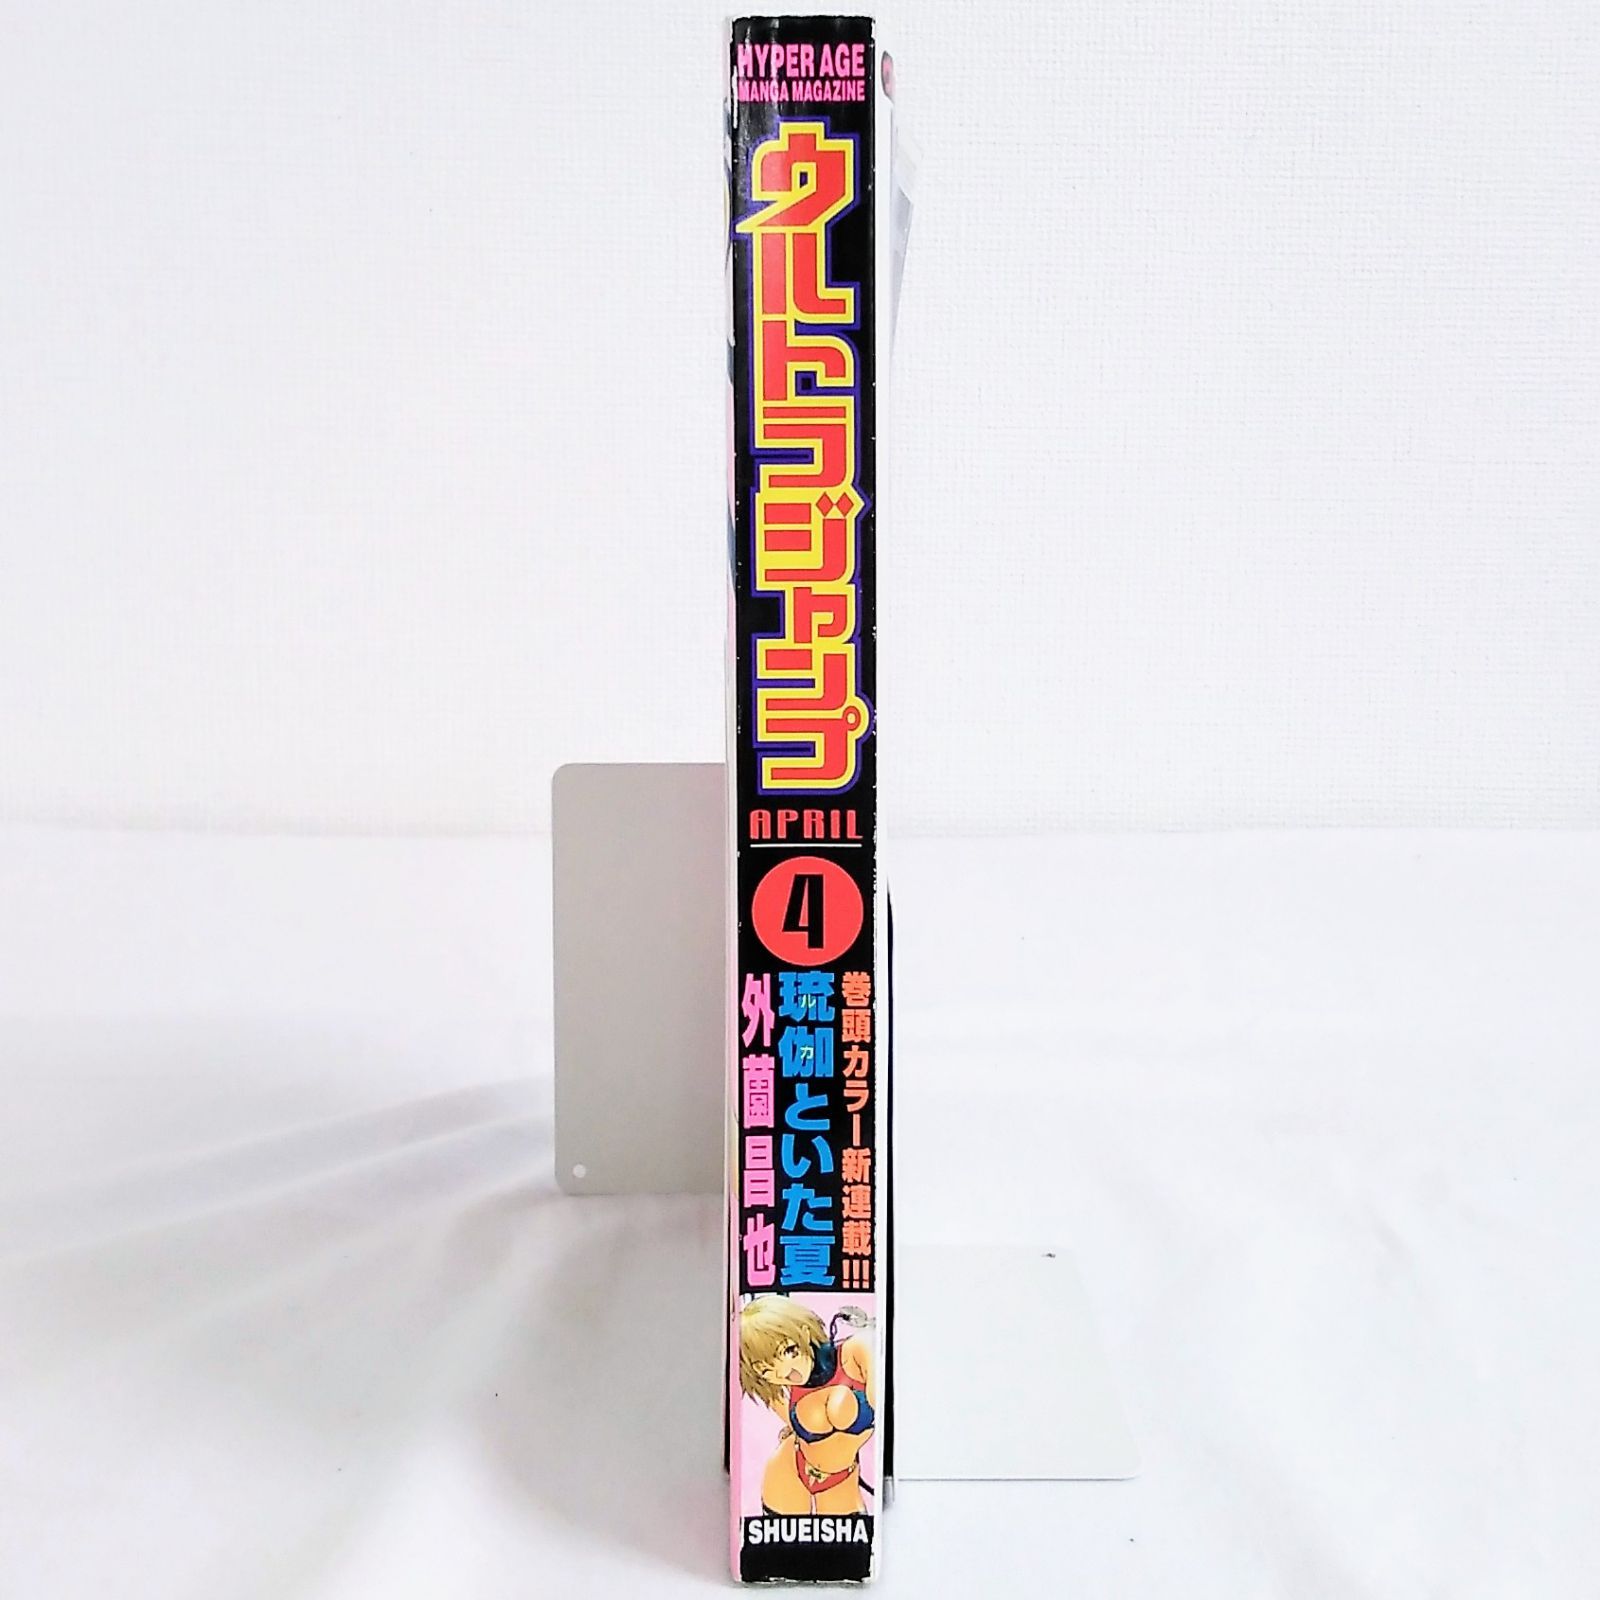 HYPER AGE
MANGA MAGAZINE
ウルトラジャンプ
APRIL
4
巻頭カラー新連載!!!
琉伽といた夏
ルカ
外薗昌也
SHUEISHA